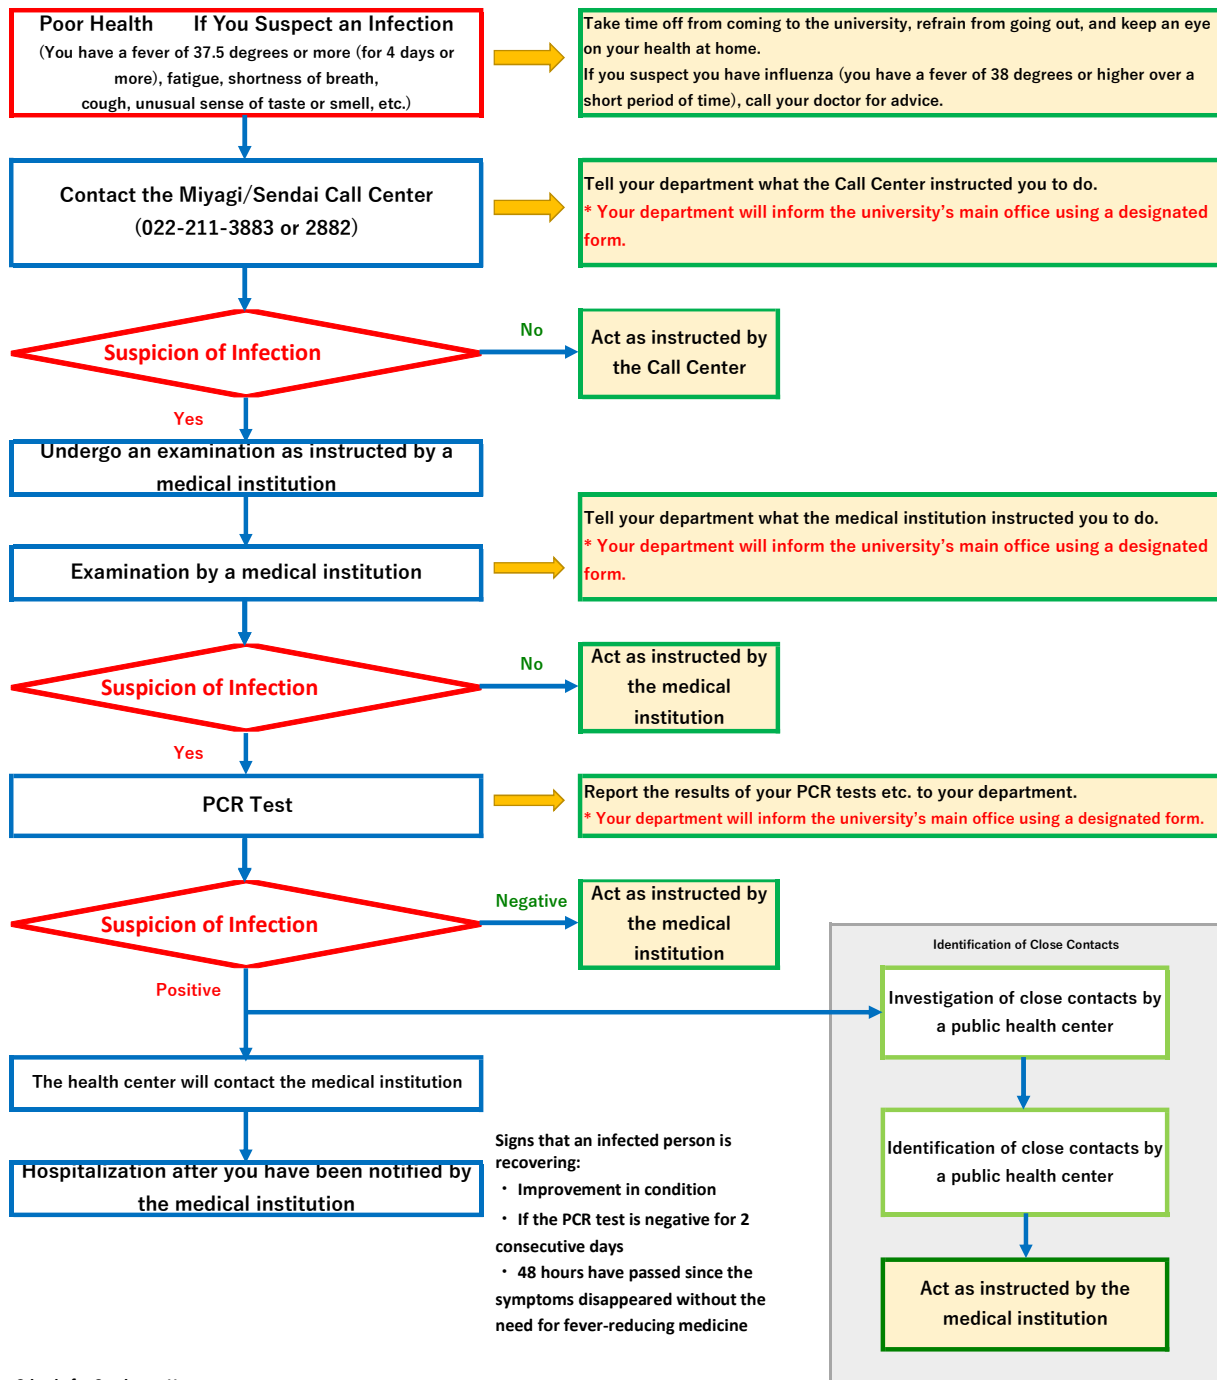 Poor Health If You Suspect an Infection
(You have a fever of 37.5 degrees or more (for 4 days or
more), fatigue, shortness of breath,
cough, unusual sense of taste or smell, etc.)
Take time off from coming to the university, refrain from going out, and keep an eye
on your health at home.
If you suspect you have influenza (you have a fever of 38 degrees or higher over a
short period of time), call your doctor for advice.
Contact the Miyagi/Sendai Call Center
(022-211-3883 or 2882)
Tell your department what the Call Center instructed you to do.
* Your department will inform the university's main office using a designated
form.
Suspicion of Infection
No
Act as instructed by
the Call Center
Yes
Undergo an examination as instructed by a
medical institution
Examination by a medical institution
Tell your department what the medical institution instructed you to do.
* Your department will inform the university's main office using a designated
form.
Suspicion of Infection
No
Act as instructed by
the medical
institution
Yes
PCR Test
Report the results of your PCR tests etc. to your department.
* Your department will inform the university's main office using a designated form.
Suspicion of Infection
Negative
Act as instructed by
the medical
institution
Positive
The health center will contact the medical institution
Hospitalization after you have been notified by
the medical institution
Signs that an infected person is
recovering:
・ Improvement in condition
・ If the PCR test is negative for 2
consecutive days
・ 48 hours have passed since the
symptoms disappeared without the
need for fever-reducing medicine
Identification of Close Contacts
Investigation of close contacts by
a public health center
Identification of close contacts by
a public health center
Act as instructed by the
medical institution